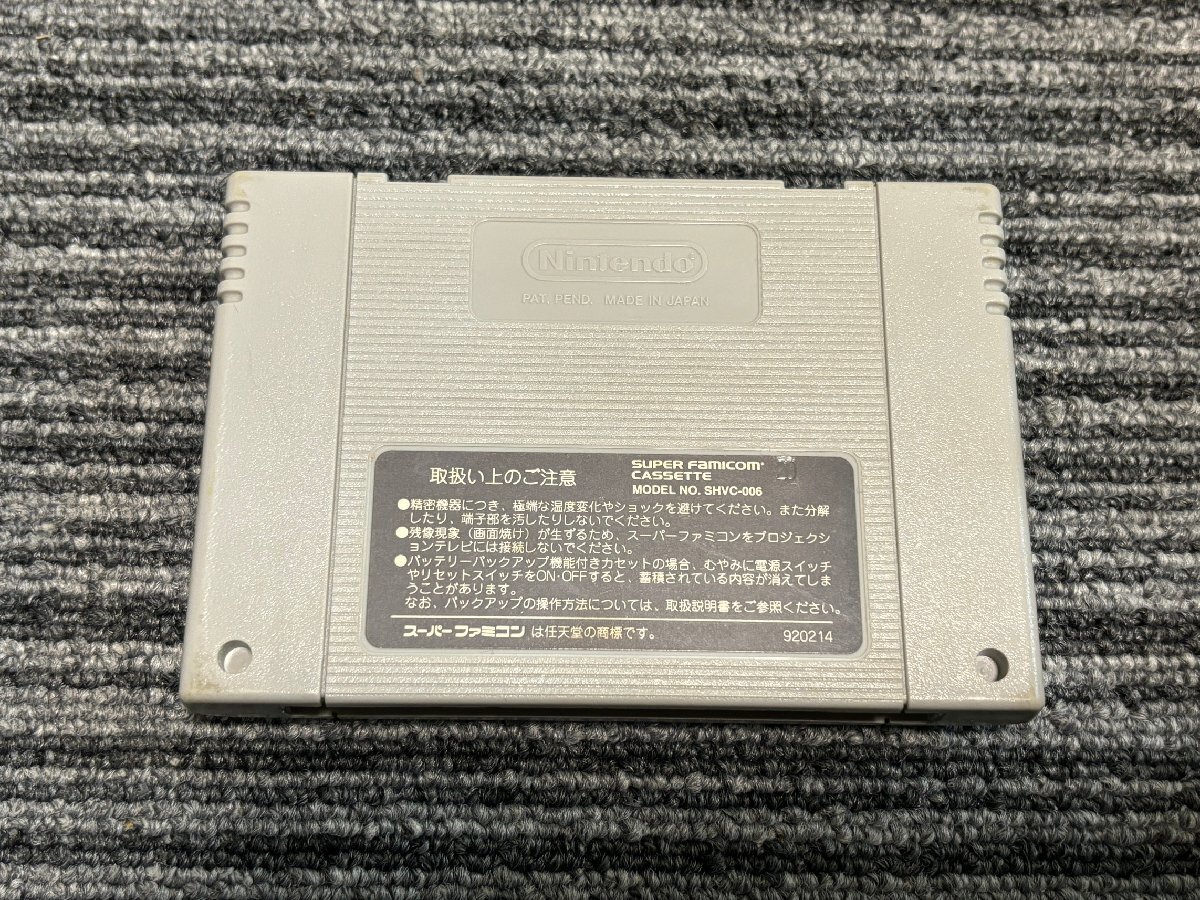 Nintendo
PAT. PEND. MADE IN JAPAN
取扱い上のご注意
SUPER FAMICOM
CASSETTE
MODEL NO. SHVC-006
●精密機器につき、極端な温度変化やショックを避けてください。また分解
したり、端子部を汚したりしないでください。
●残像現象（画面焼け）が生ずるため、スーパーファミコンをプロジェクシ
ョンテレビには接続しないでください。
●バッテリーバックアップ機能付きカセットの場合、むやみに電源スイッチ
やリセットスイッチをON・OFFすると、蓄積されている内容が消えてしま
うことがあります。
なお、バックアップの操作方法については、取扱説明書をご参照ください。
スーパーファミコン は任天堂の商標です。
920214